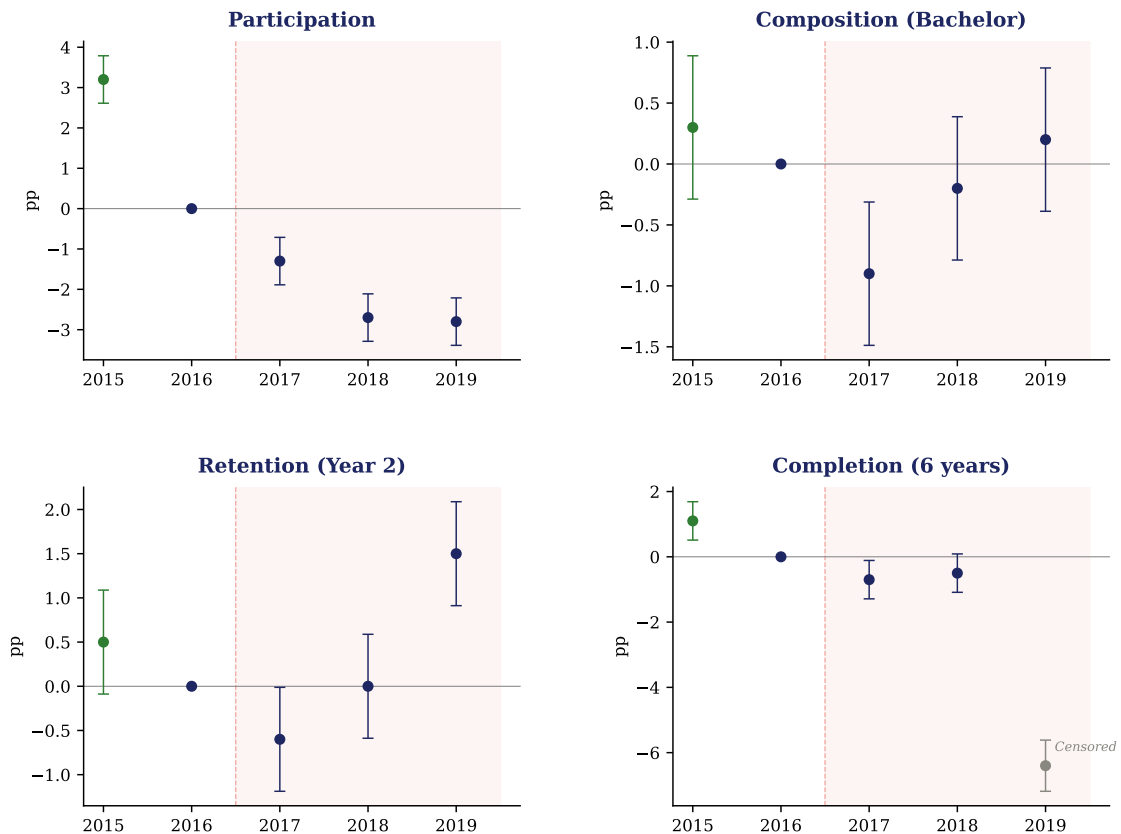 Participation
4
3
2
1
0
−1
−2
−3
pp
2015 2016 2017 2018 2019
Composition (Bachelor)
1.0
0.5
0.0
−0.5
−1.0
−1.5
pp
2015 2016 2017 2018 2019
Retention (Year 2)
2.0
1.5
1.0
0.5
0.0
−0.5
−1.0
pp
2015 2016 2017 2018 2019
Completion (6 years)
2
0
−2
−4
−6
pp
Censored
2015 2016 2017 2018 2019